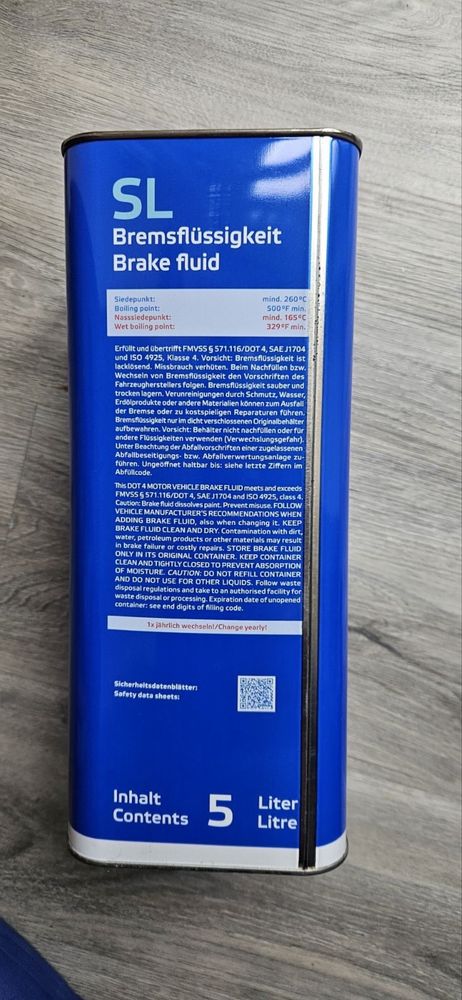 SL
Bremsflüssigkeit
Brake fluid
Siedepunkt: mind. 260ºC
Boiling point: 500ºF min.
Nasssiedepunkt: mind. 165ºC
Wet boiling point: 329ºF min.
Erfüllt und übertrifft FMVSS § 571.116/DOT 4, SAE J1704
und ISO 4925, Klasse 4. Vorsicht: Bremsflüssigkeit ist
lacklösend. Missbrauch verhüten. Beim Nachfüllen bzw.
Wechseln von Bremsflüssigkeit den Vorschriften des
Fahrzeugherstellers folgen. Bremsflüssigkeit sauber und
trocken lagern. Verunreinigungen durch Schmutz, Wasser,
Erdölprodukte oder andere Materialien können zum Ausfall
der Bremse oder zu kostspieligen Reparaturen führen.
Bremsflüssigkeit nur im dicht verschlossenen Originalbehälter
aufbewahren. Vorsicht: Behälter nicht nachfüllen oder für
andere Flüssigkeiten verwenden (Verwechslungsgefahr).
Unter Beachtung der Abfallvorschriften einer zugelassenen
Abfallbeseitigungs- bzw. Abfallverwertungsanlage zu-
führen. Ungeöffnet haltbar bis: siehe letzte Ziffern im
Abfüllcode.
This DOT 4 MOTOR VEHICLE BRAKE FLUID meets and exceeds
FMVSS § 571.116/DOT 4, SAE J1704 and ISO 4925, class 4.
Caution: Brake fluid dissolves paint. Prevent misuse. FOLLOW
VEHICLE MANUFACTURER'S RECOMMENDATIONS WHEN
ADDING BRAKE FLUID, also when changing it. KEEP
BRAKE FLUID CLEAN AND DRY. Contamination with dirt,
water, petroleum products or other materials may result
in brake failure or costly repairs. STORE BRAKE FLUID
ONLY IN ITS ORIGINAL CONTAINER. KEEP CONTAINER
CLEAN AND TIGHTLY CLOSED TO PREVENT ABSORPTION
OF MOISTURE. CAUTION: DO NOT REFILL CONTAINER
AND DO NOT USE FOR OTHER LIQUIDS. Follow waste
disposal regulations and take to an authorised facility for
waste disposal or processing. Expiration date of unopened
container: see end digits of filling code.
1x jährlich wechseln!/Change yearly!
Sicherheitsdatenblätter:
Safety data sheets:
Inhalt 5 Liter
Contents Litre